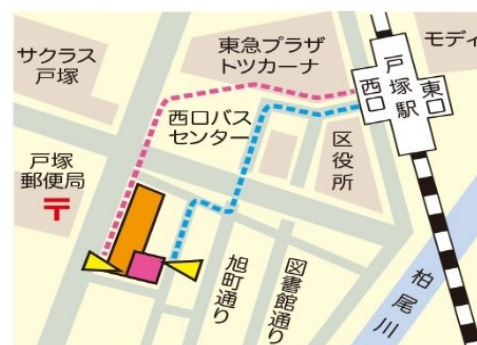 サクラス
戸塚
東急プラザ
トツカーナ
モディ
戸塚駅
西口
東口
西口バス
センター
区役所
戸塚
郵便局
〒
旭町通り
図書館通り
柏尾川